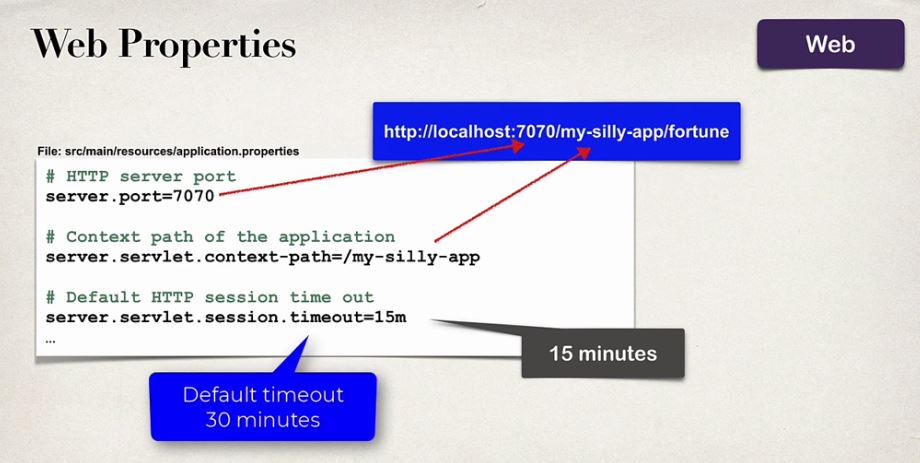 Web Properties
Web
http://localhost:7070/my-silly-app/fortune
File: src/main/resources/application.properties
# HTTP server port
server.port=7070
# Context path of the application
server.servlet.context-path=/my-silly-app
# Default HTTP session time out
server.servlet.session.timeout=15m
...
15 minutes
Default timeout
30 minutes